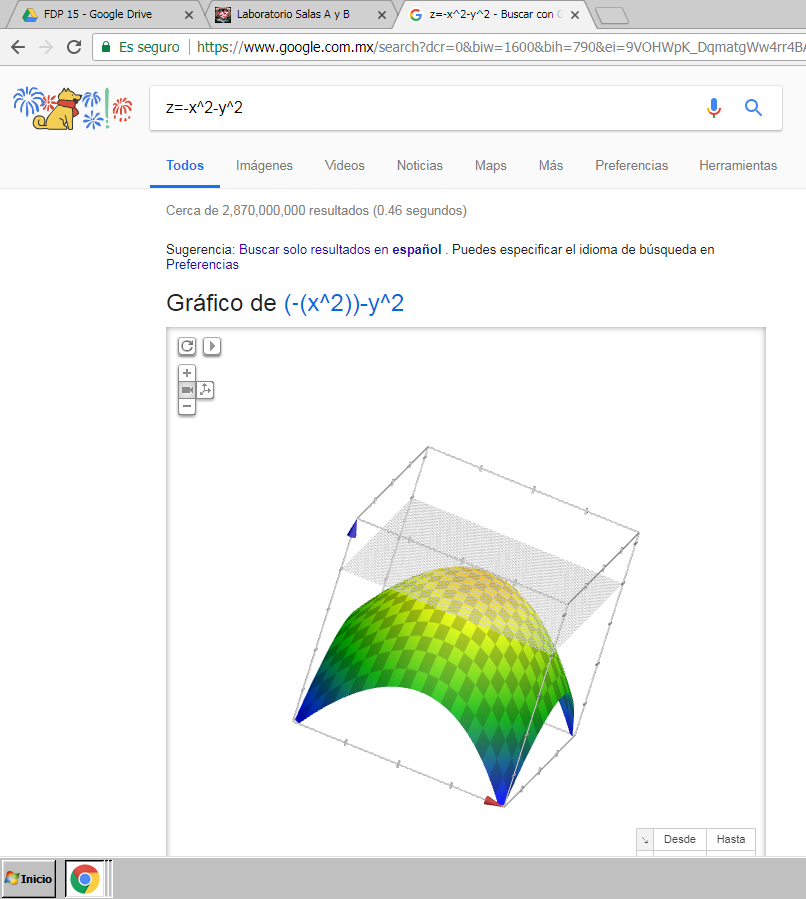 FDP 15 - Google Drive
Laboratorio Salas A y B
z=-x^2-y^2 - Buscar con
Es seguro
https://www.google.com.mx/search?dcr=0&biw=1600&bih=790&ei=9VOHWpK_DqmatgWw4rr4BA
z=-x^2-y^2
Todos Imágenes Videos Noticias Maps Más Preferencias Herramientas
Cerca de 2,870,000,000 resultados (0.46 segundos)
Sugerencia: Buscar solo resultados en español . Puedes especificar el idioma de búsqueda en
Preferencias
Gráfico de (-(x^2))-y^2
Desde Hasta
Inicio